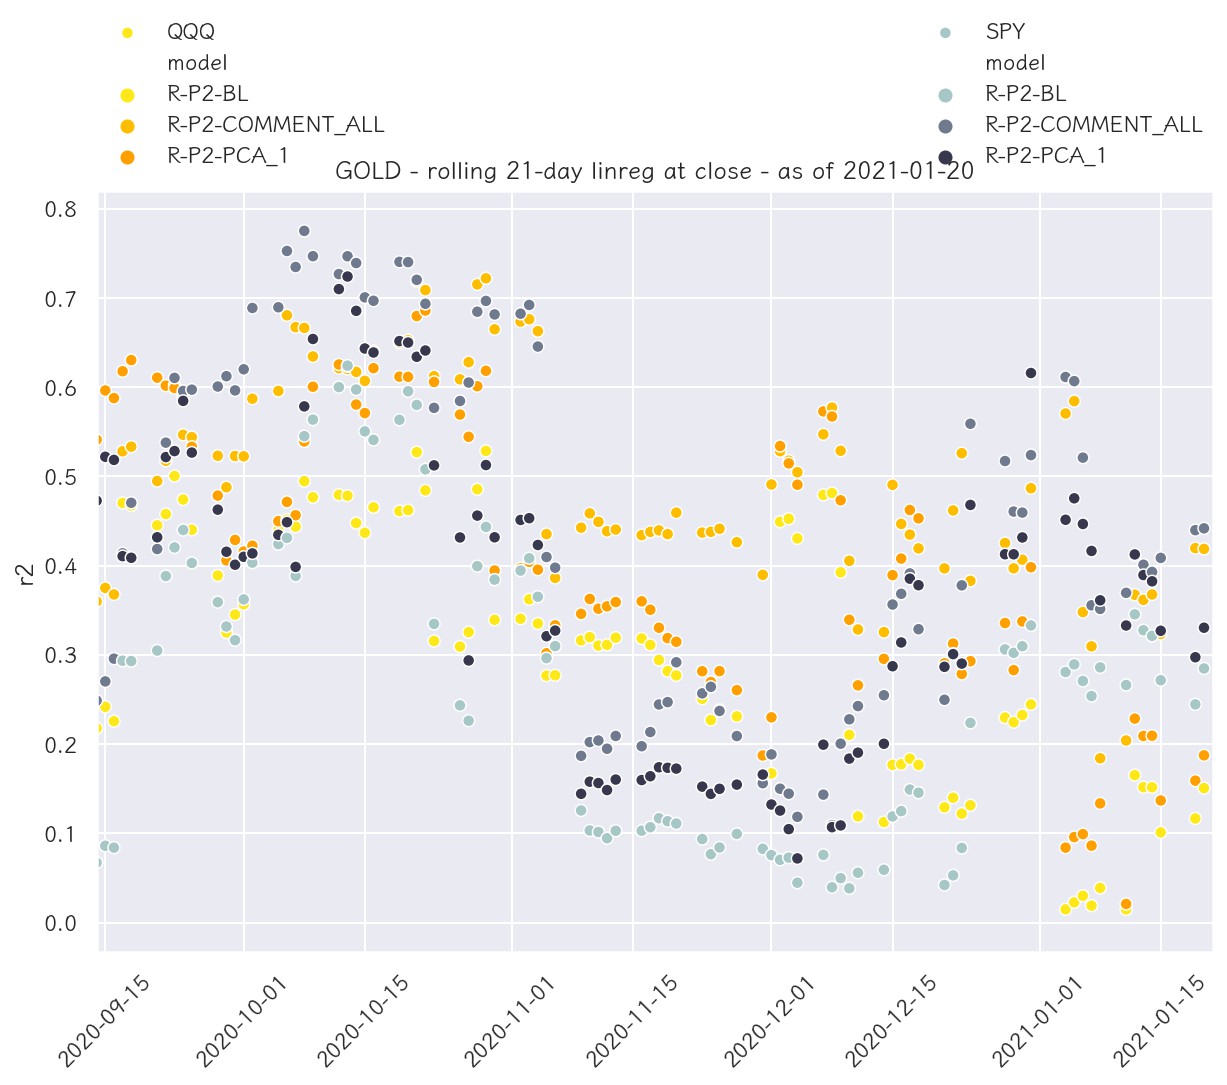 QQQ
model
R-P2-BL
R-P2-COMMENT_ALL
R-P2-PCA_1
SPY
model
R-P2-BL
R-P2-COMMENT_ALL
R-P2-PCA_1
GOLD - rolling 21-day linreg at close - as of 2021-01-20
0.8
0.7
0.6
0.5
0.4
0.3
0.2
0.1
0.0
r2
2020-09-15
2020-10-01
2020-10-15
2020-11-01
2020-11-15
2020-12-01
2020-12-15
2021-01-01
2021-01-15